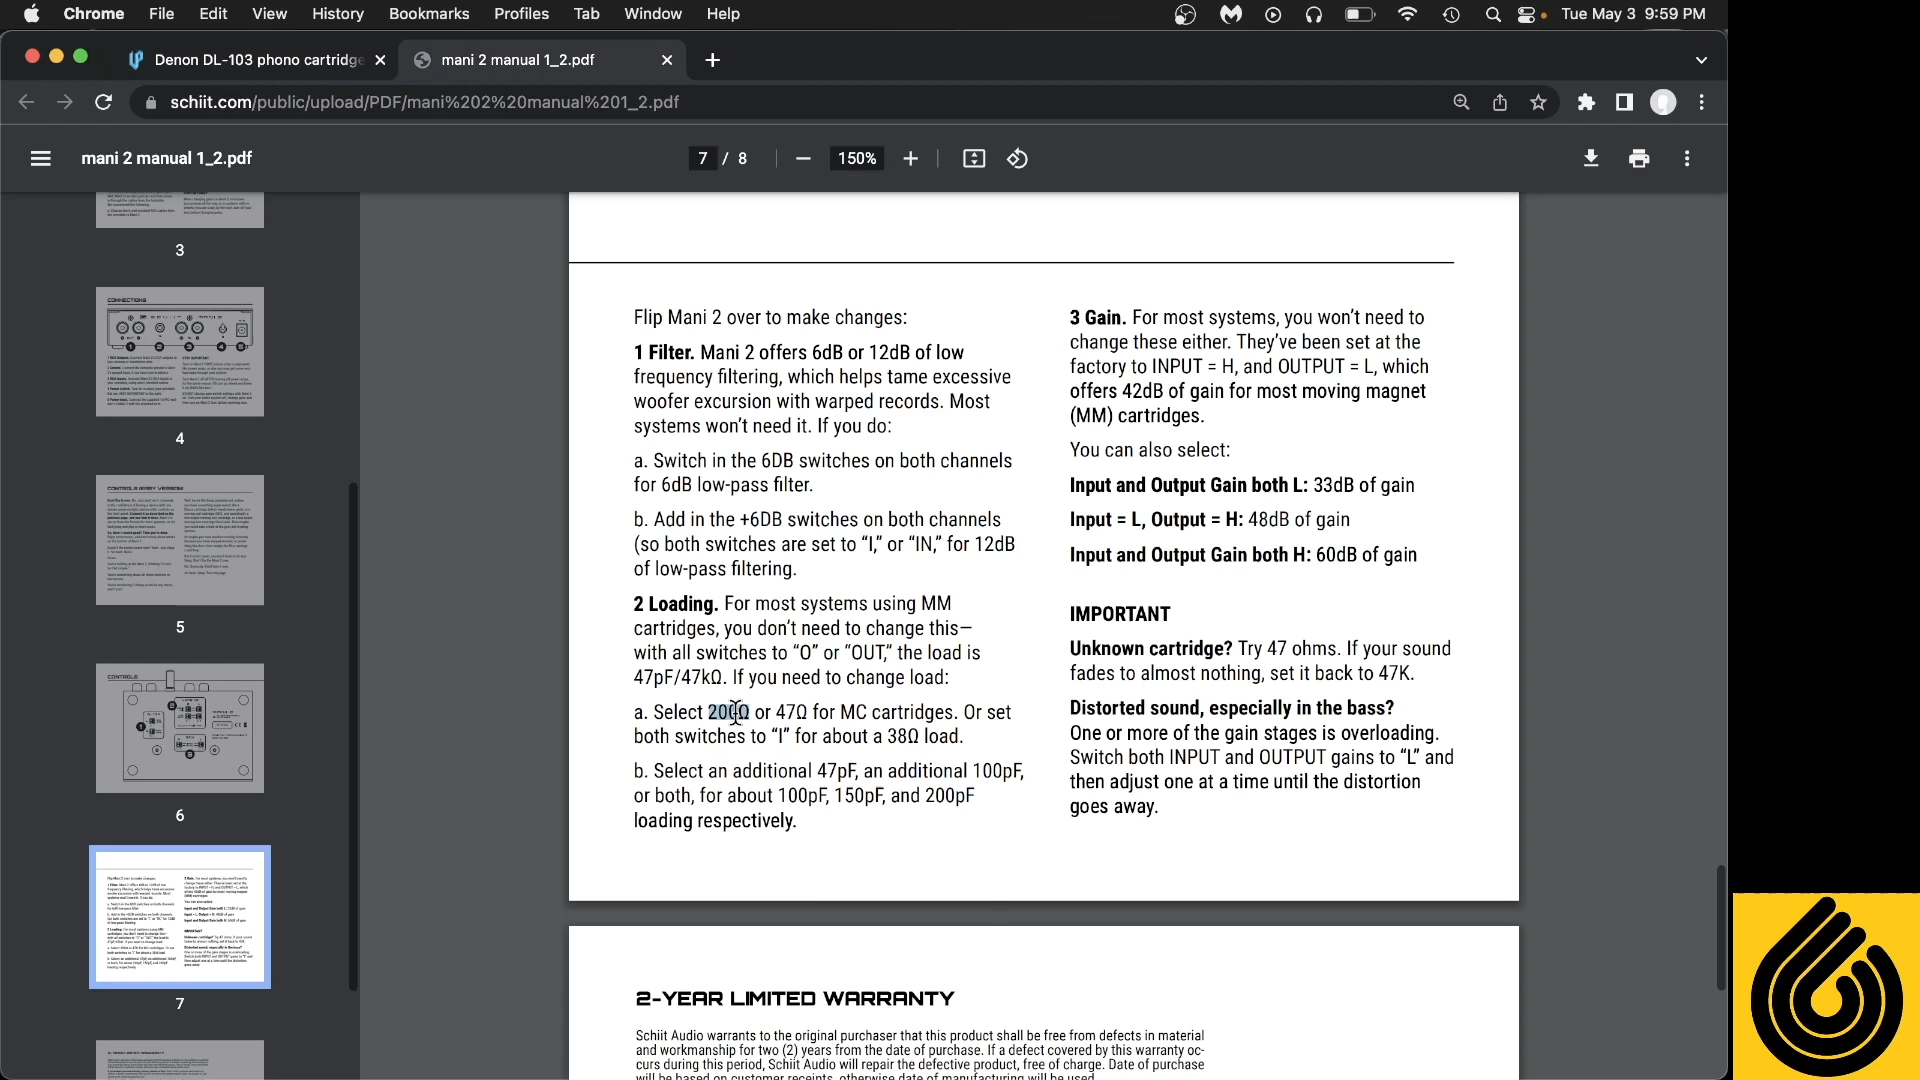 Chrome File Edit View History Bookmarks Profiles Tab Window Help Tue May 3 9:59 PM
Denon DL-103 phono cartridge
mani 2 manual 1_2.pdf
schiit.com/public/upload/PDF/mani%202%20manual%201_2.pdf
mani 2 manual 1_2.pdf
7 / 8
150%
3
CONNECTIONS
4
CONTROLS (EASY VERSION)
5
CONTROLS
6
7
Flip Mani 2 over to make changes:
1 Filter. Mani 2 offers 6dB or 12dB of low
frequency filtering, which helps tame excessive
woofer excursion with warped records. Most
systems won’t need it. If you do:
a. Switch in the 6DB switches on both channels
for 6dB low-pass filter.
b. Add in the +6DB switches on both channels
(so both switches are set to “I,” or “IN,” for 12dB
of low-pass filtering.
2 Loading. For most systems using MM
cartridges, you don’t need to change this—
with all switches to “O” or “OUT,” the load is
47pF/47kΩ. If you need to change load:
a. Select 200Ω or 47Ω for MC cartridges. Or set
both switches to “I” for about a 38Ω load.
b. Select an additional 47pF, an additional 100pF,
or both, for about 100pF, 150pF, and 200pF
loading respectively.
3 Gain. For most systems, you won’t need to
change these either. They’ve been set at the
factory to INPUT = H, and OUTPUT = L, which
offers 42dB of gain for most moving magnet
(MM) cartridges.
You can also select:
Input and Output Gain both L: 33dB of gain
Input = L, Output = H: 48dB of gain
Input and Output Gain both H: 60dB of gain
IMPORTANT
Unknown cartridge? Try 47 ohms. If your sound
fades to almost nothing, set it back to 47K.
Distorted sound, especially in the bass?
One or more of the gain stages is overloading.
Switch both INPUT and OUTPUT gains to “L” and
then adjust one at a time until the distortion
goes away.
2-YEAR LIMITED WARRANTY
Schiit Audio warrants to the original purchaser that this product shall be free from defects in material
and workmanship for two (2) years from the date of purchase. If a defect covered by this warranty oc-
curs during this period, Schiit Audio will repair the defective product, free of charge. Date of purchase
will be based on customer receipts, otherwise date of manufacturing will be used.